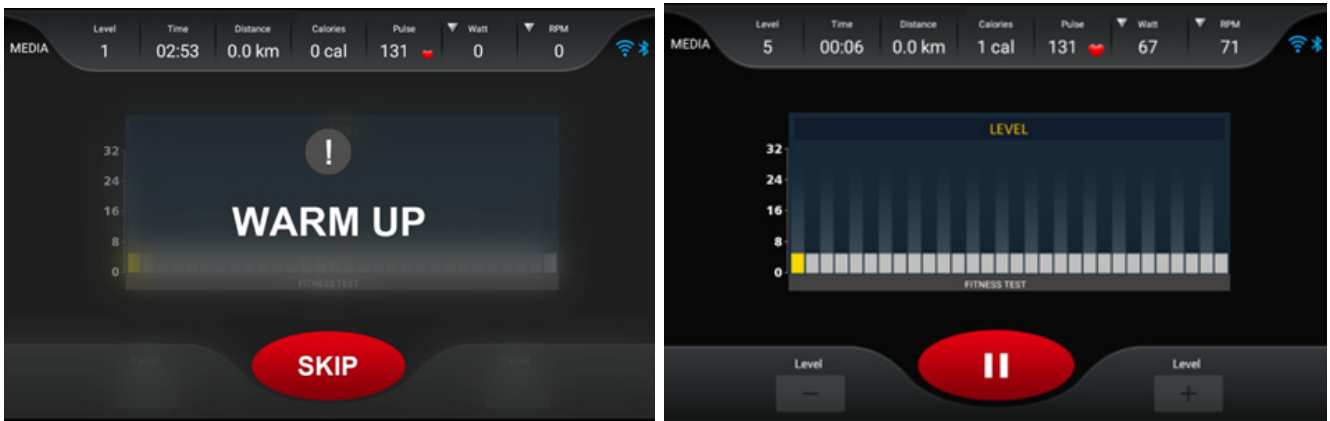 Level Time Distance Calories Pulse Watt RPM
MEDIA 1 02:53 0.0 km 0 cal 131 0 0
!
32
24
WARM UP
16
8
0
FITNESS TEST
Level Level
SKIP
Level Time Distance Calories Pulse Watt RPM
MEDIA 5 00:06 0.0 km 1 cal 131 67 71
LEVEL
32
24
16
8
0
FITNESS TEST
Level Level
− +